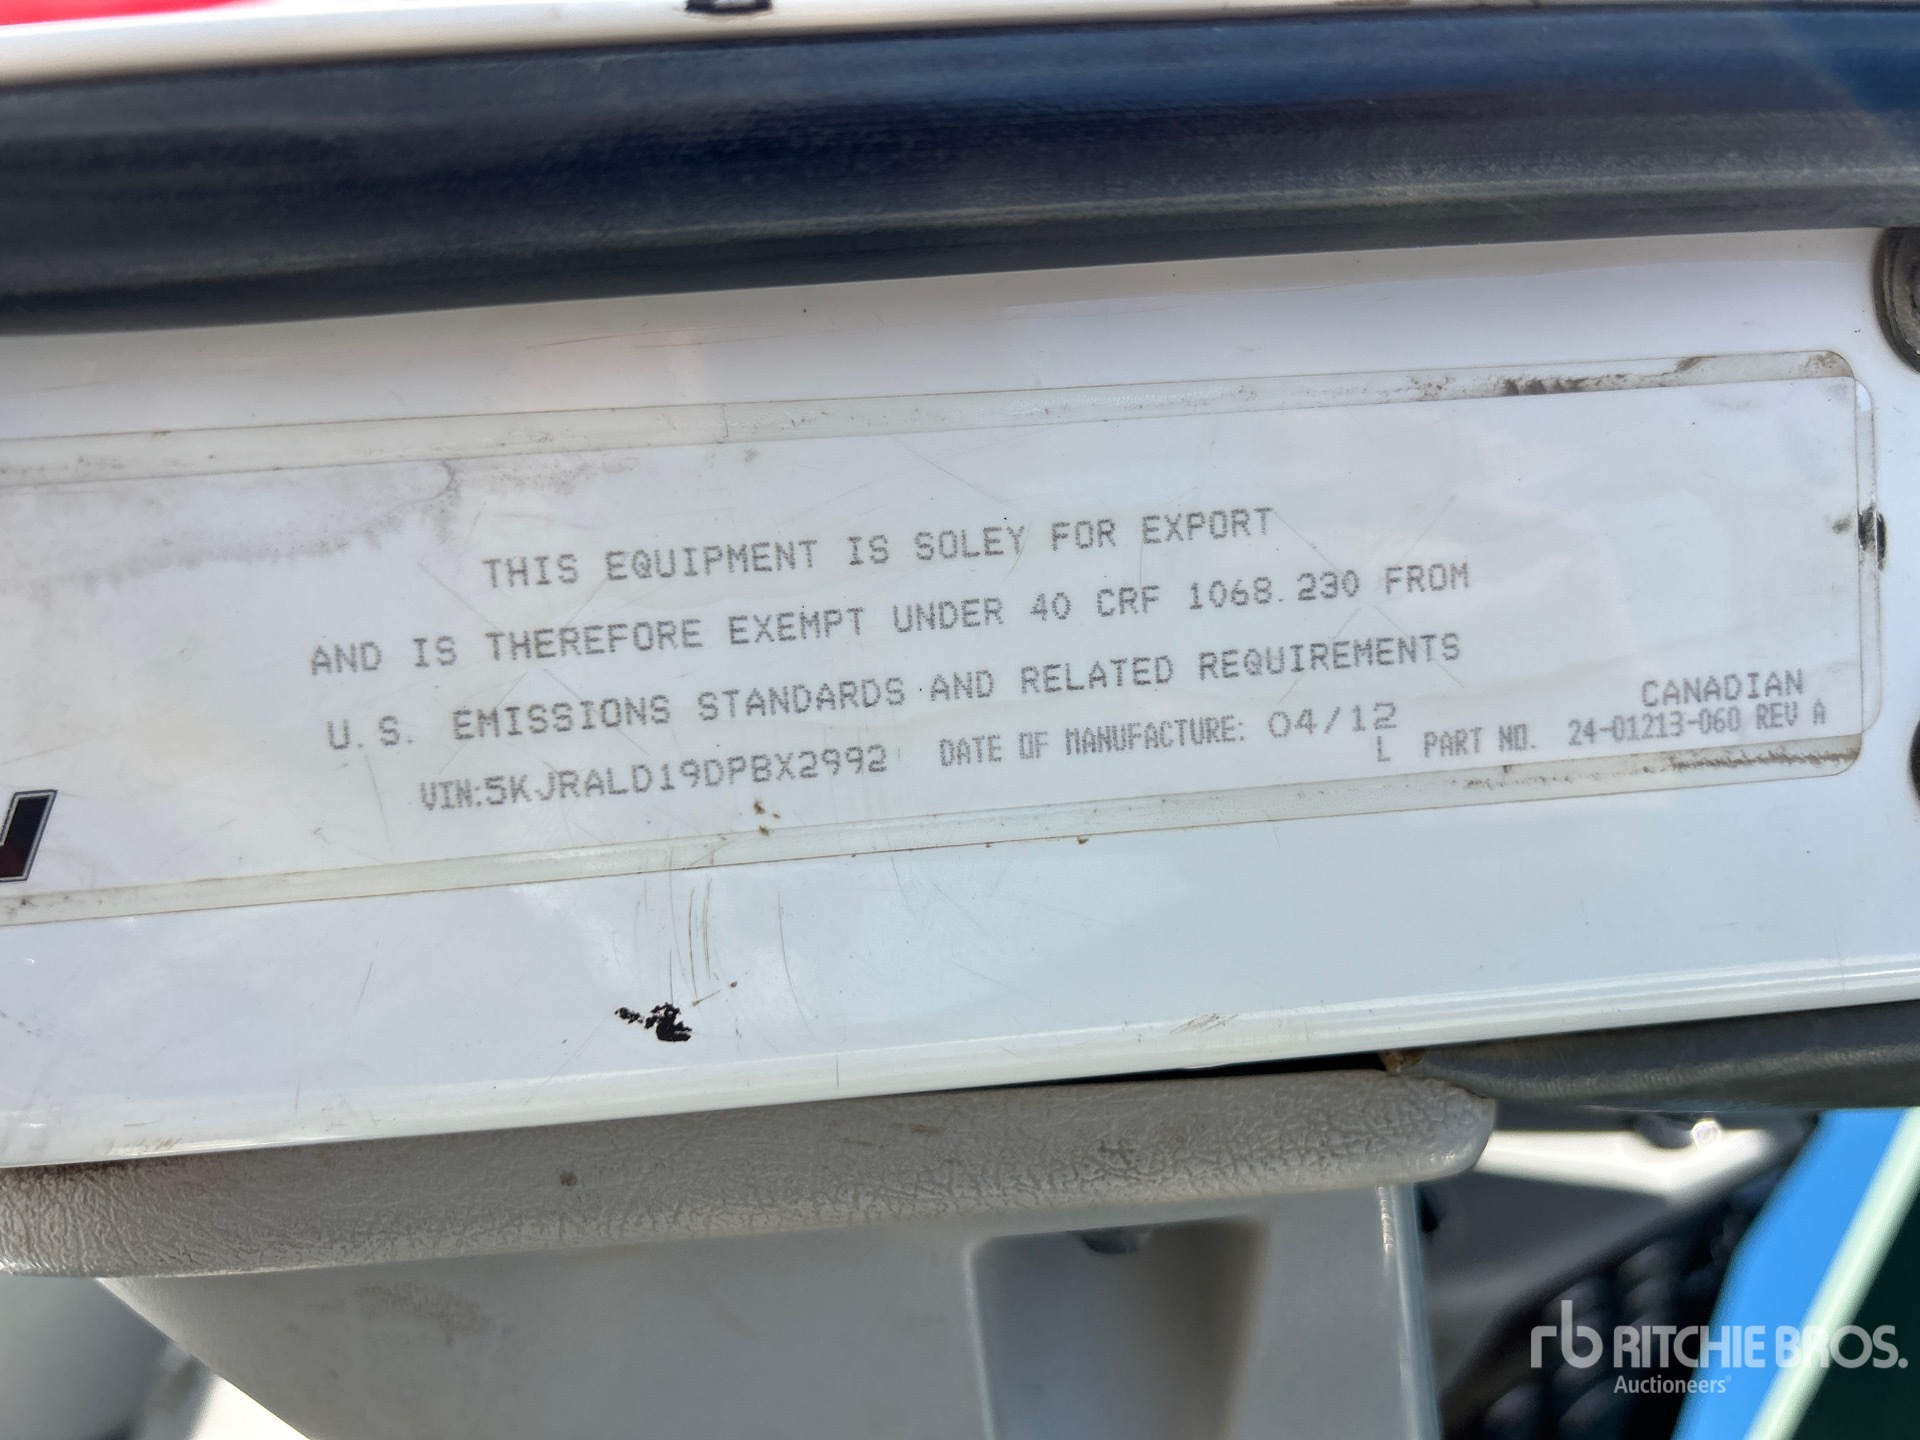 THIS EQUIPMENT IS SOLEY FOR EXPORT
AND IS THEREFORE EXEMPT UNDER 40 CRF 1068.230 FROM
U.S. EMISSIONS STANDARDS AND RELATED REQUIREMENTS
CANADIAN
VIN:5KJRALD19DPBX2992 DATE OF MANUFACTURE: 04/12 L PART NO. 24-01213-060 REV A
rb RITCHIE BROS.
Auctioneers